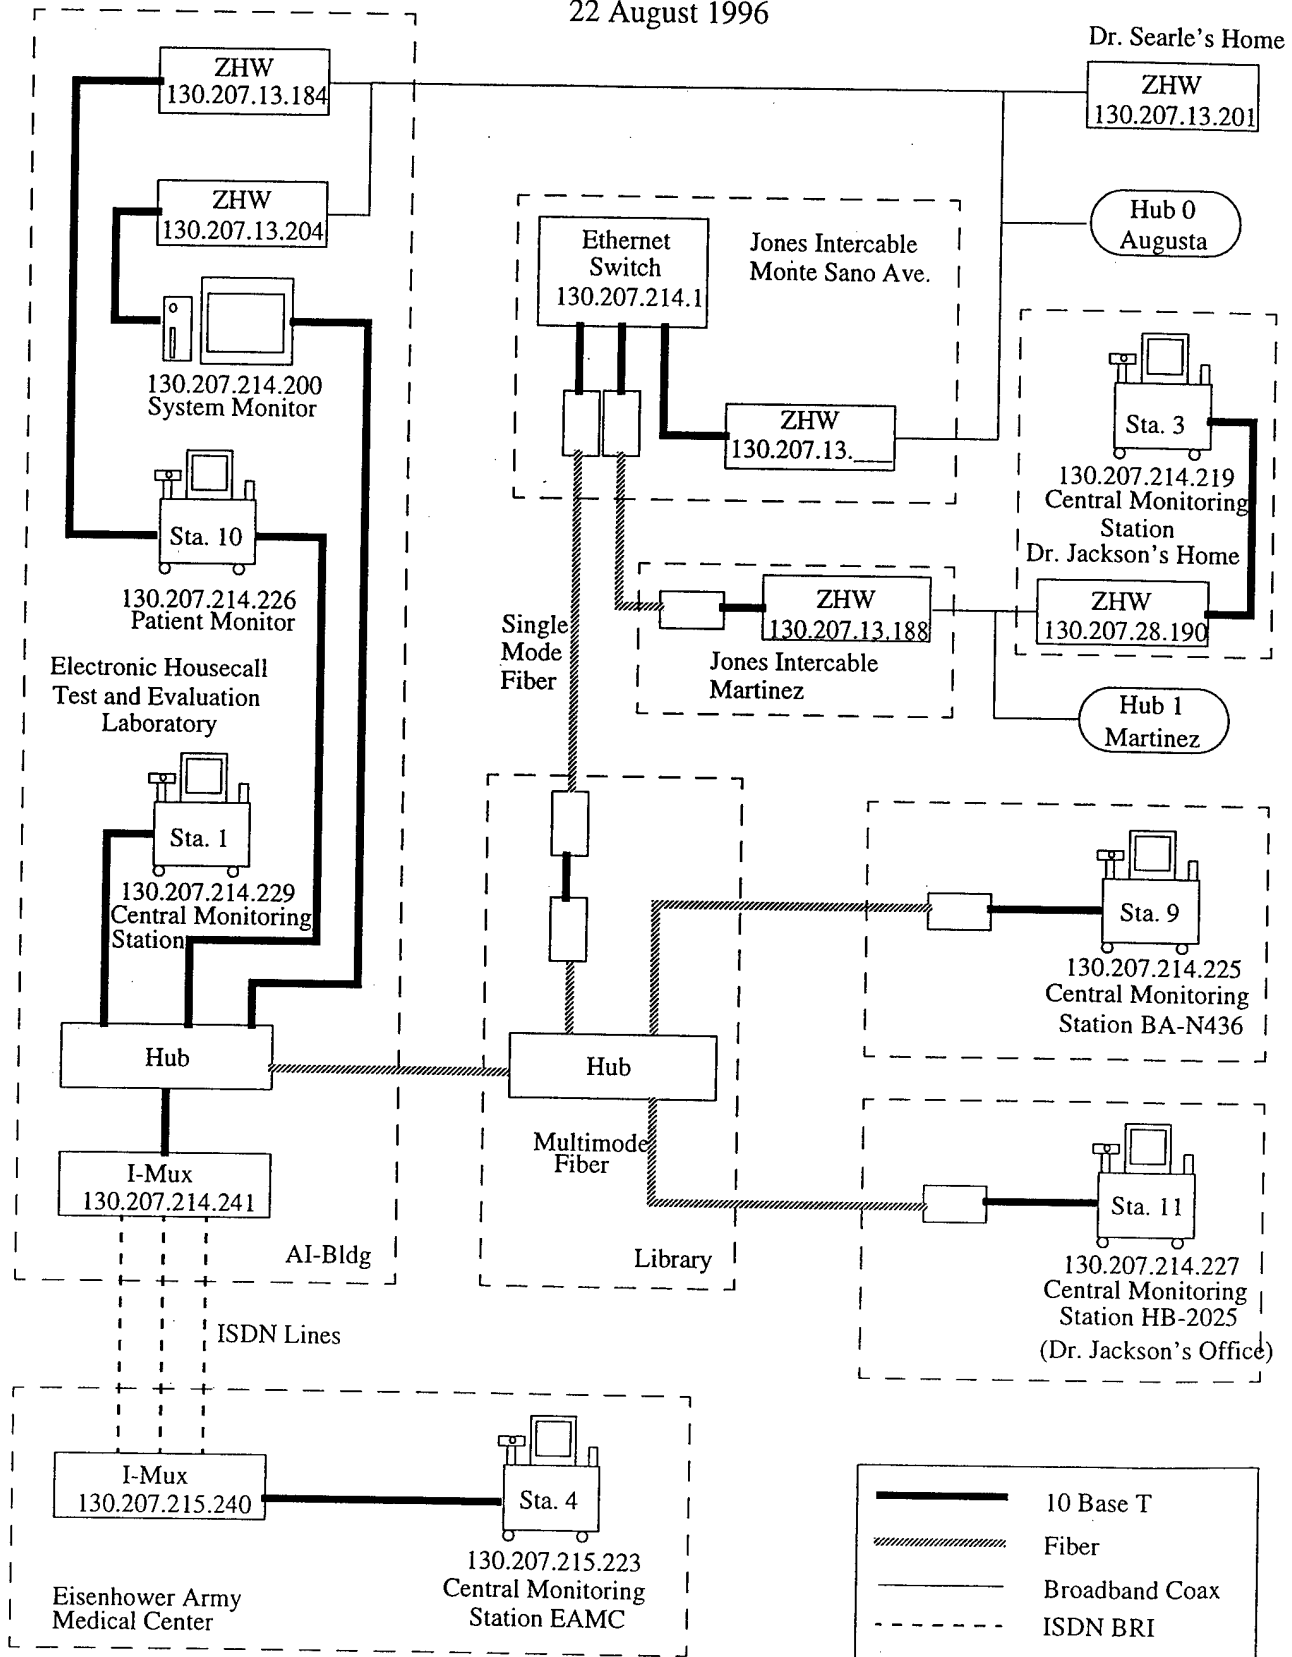 22 August 1996
Dr. Searle's Home
ZHW
130.207.13.184
ZHW
130.207.13.201
ZHW
130.207.13.204
Hub 0
Augusta
Ethernet
Switch
130.207.214.1
Jones Intercable
Monte Sano Ave.
130.207.214.200
System Monitor
ZHW
130.207.13.___
Sta. 3
130.207.214.219
Central Monitoring
Station
Dr. Jackson's Home
Sta. 10
130.207.214.226
Patient Monitor
ZHW
130.207.13.188
ZHW
130.207.28.190
Single
Mode
Fiber
Jones Intercable
Martinez
Hub 1
Martinez
Electronic Housecall
Test and Evaluation
Laboratory
Sta. 1
130.207.214.229
Central Monitoring
Station
Sta. 9
130.207.214.225
Central Monitoring
Station BA-N436
Hub
Hub
Multimode
Fiber
I-Mux
130.207.214.241
Sta. 11
130.207.214.227
Central Monitoring
Station HB-2025
(Dr. Jackson's Office)
AI-Bldg
Library
ISDN Lines
I-Mux
130.207.215.240
Sta. 4
130.207.215.223
Central Monitoring
Station EAMC
Eisenhower Army
Medical Center
10 Base T
Fiber
Broadband Coax
ISDN BRI